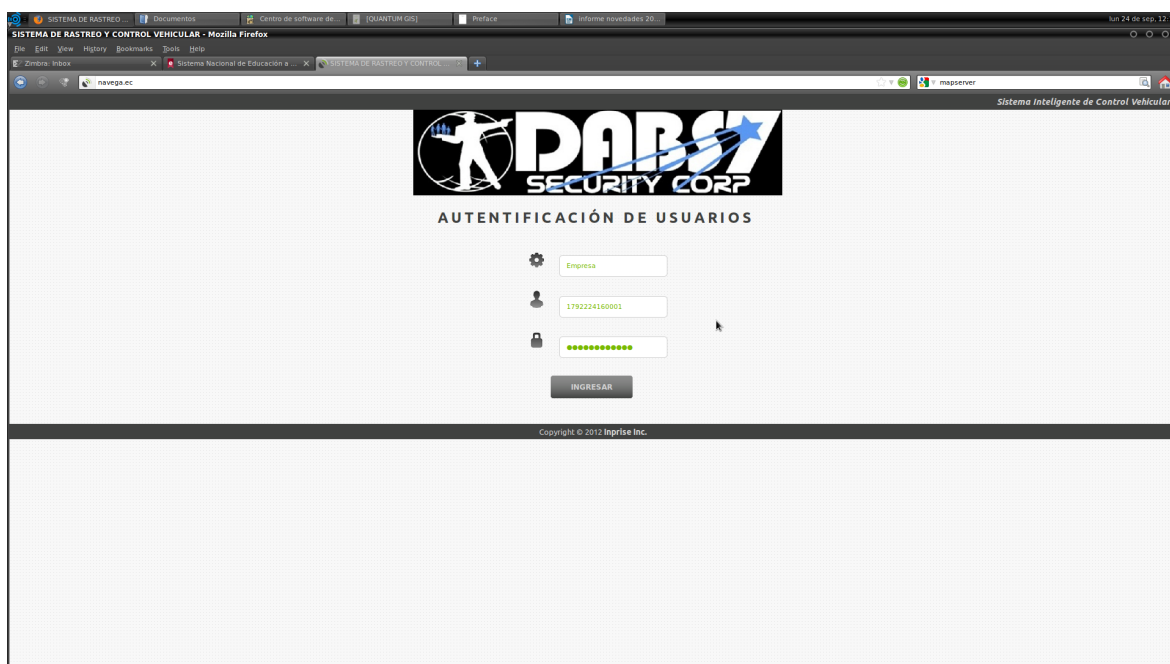 SISTEMA DE RASTREO ...
Documentos
Centro de software de...
[QUANTUM GIS]
Preface
informe novedades 20...
lun 24 de sep, 12:
SISTEMA DE RASTREO Y CONTROL VEHICULAR - Mozilla Firefox
File Edit View History Bookmarks Tools Help
Zimbra: Inbox
Sistema Nacional de Educación a ...
SISTEMA DE RASTREO Y CONTROL ...
navega.ec
mapserver
Sistema Inteligente de Control Vehicular
DABS7
SECURITY CORP
AUTENTIFICACIÓN DE USUARIOS
Empresa
1792224160001
INGRESAR
Copyright © 2012 Inprise Inc.